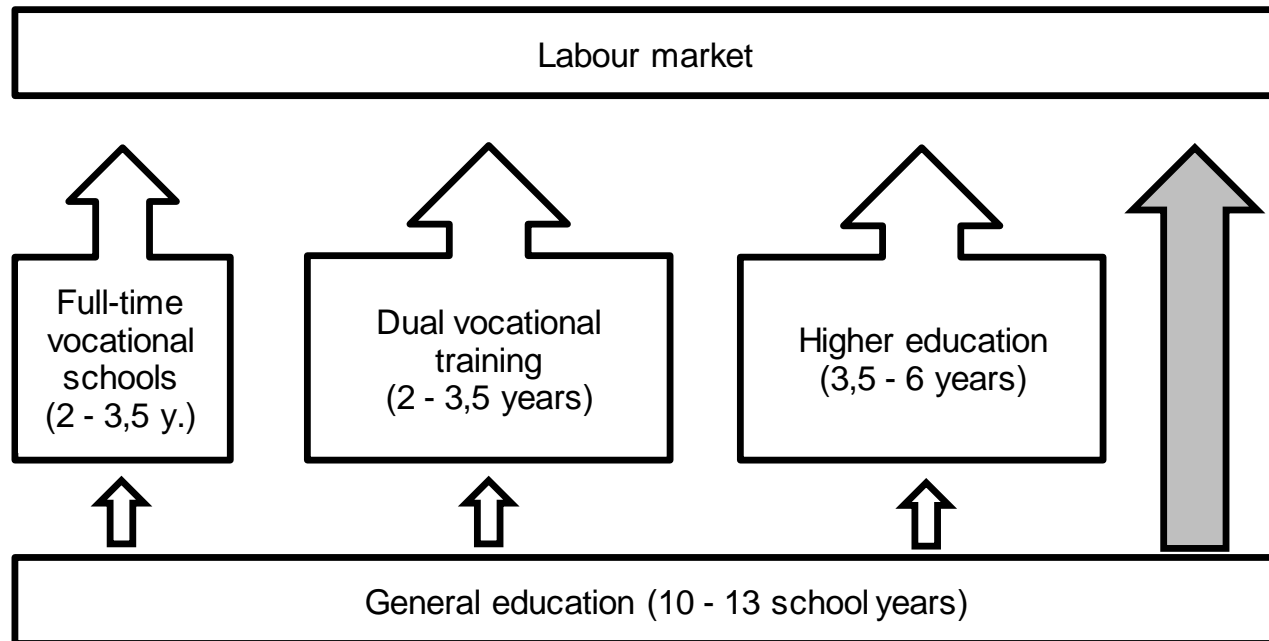 Labour market
Full-time
vocational
schools
(2 - 3,5 y.)
Dual vocational
training
(2 - 3,5 years)
Higher education
(3,5 - 6 years)
General education (10 - 13 school years)